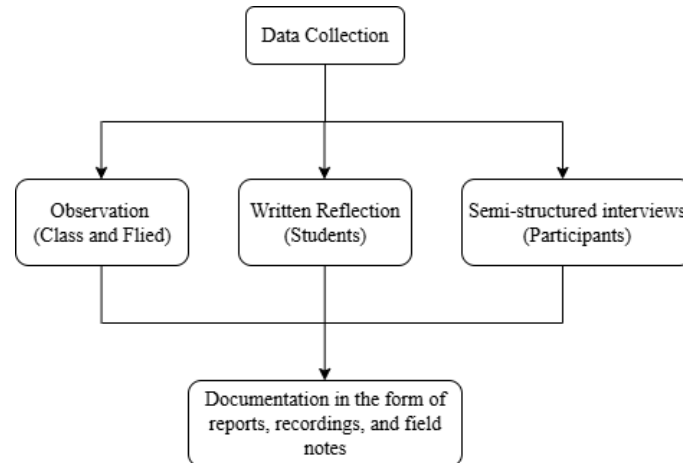 Data Collection
Observation
(Class and Flied)
Written Reflection
(Students)
Semi-structured interviews
(Participants)
Documentation in the form of
reports, recordings, and field
notes